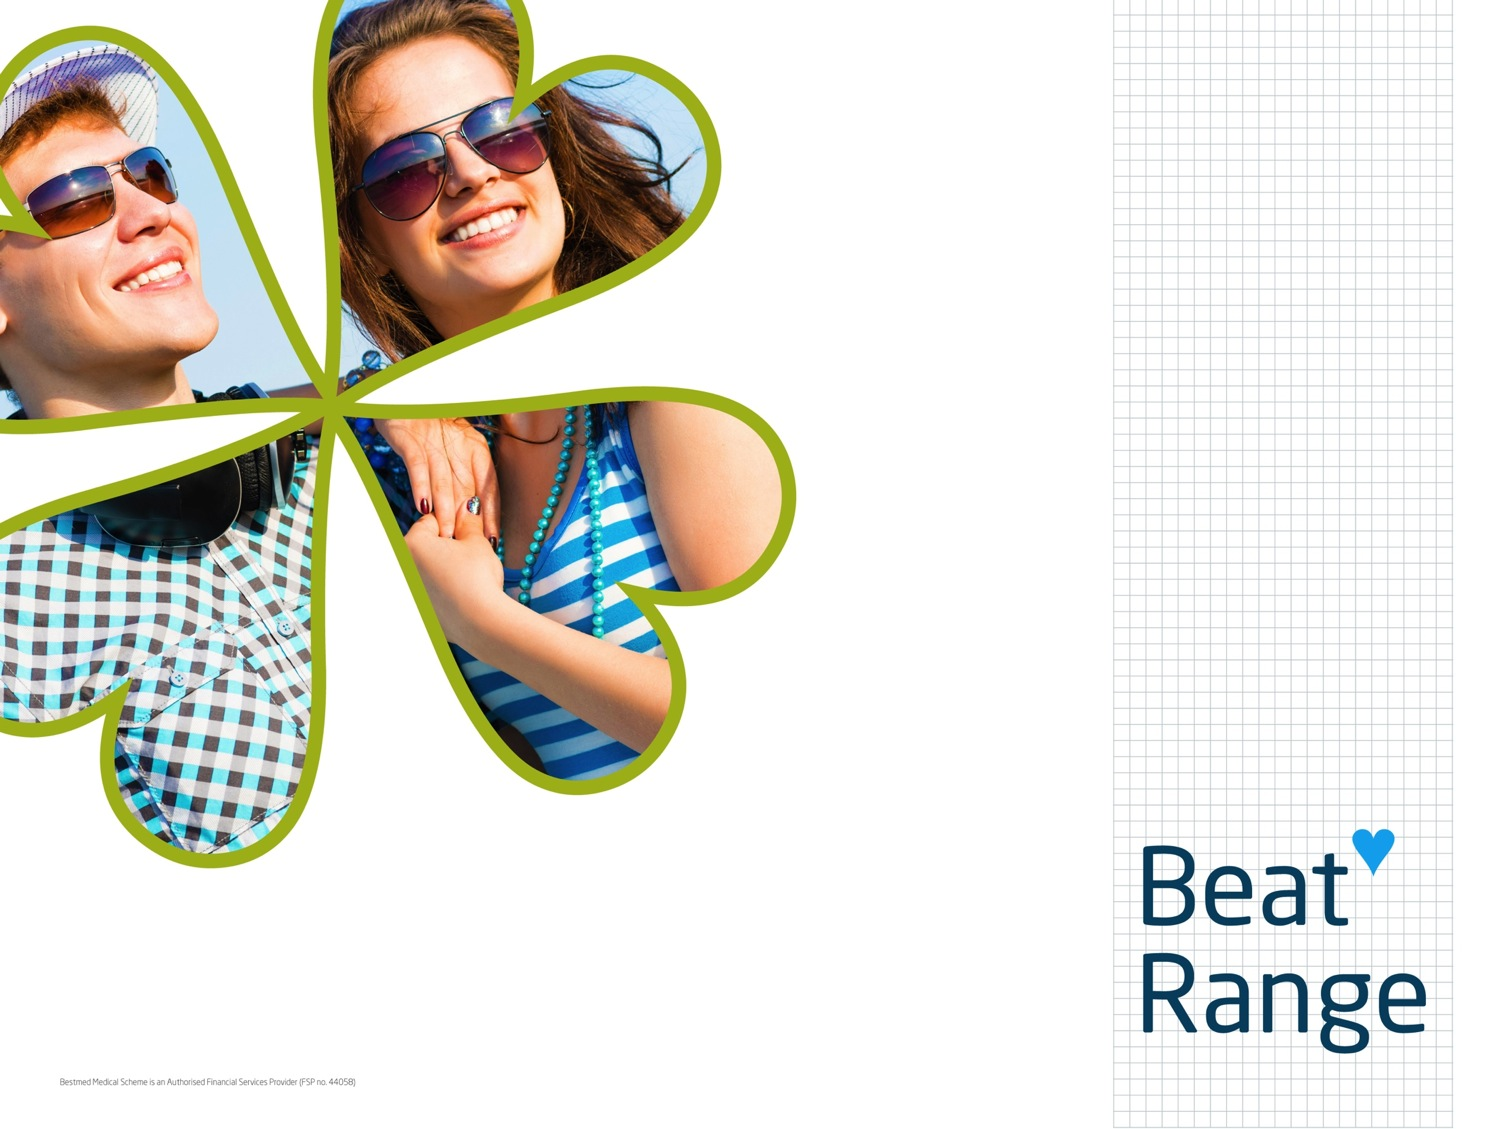 Beat
Range
Bestmed Medical Scheme is an Authorised Financial Services Provider (FSP no. 44058)